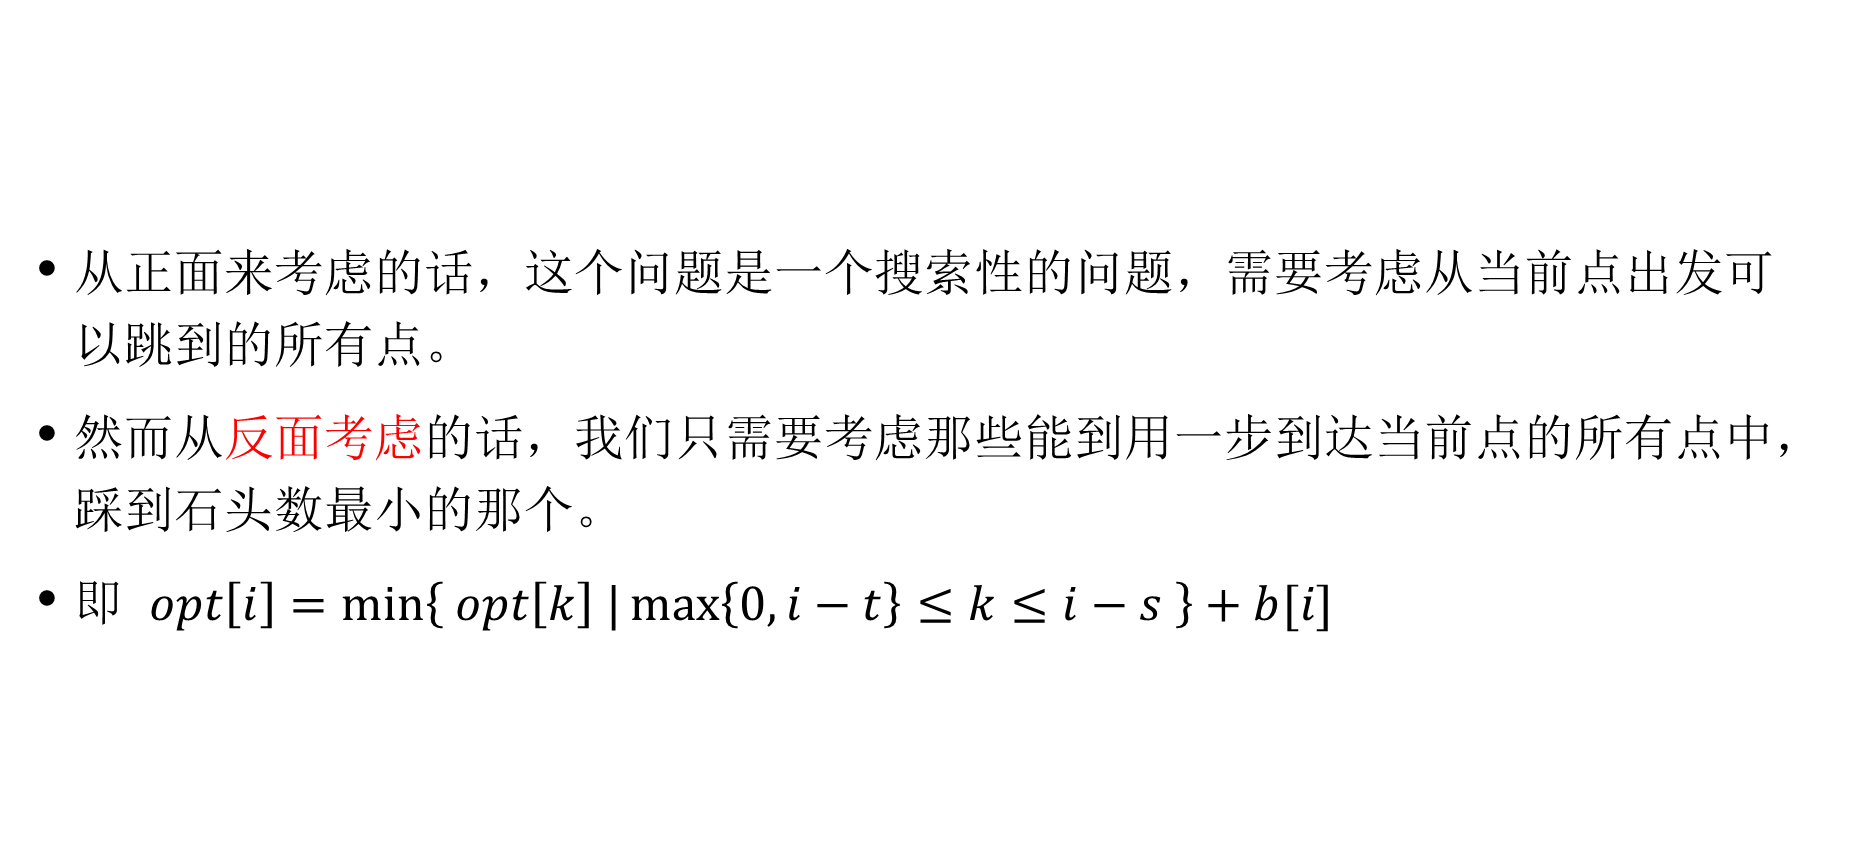 • 从正面来考虑的话，这个问题是一个搜索性的问题，需要考虑从当前点出发可
以跳到的所有点。
• 然而从反面考虑的话，我们只需要考虑那些能到用一步到达当前点的所有点中，
踩到石头数最小的那个。
• 即 opt[i] = min{ opt[k] | max{0, i − t} ≤ k ≤ i − s } + b[i]